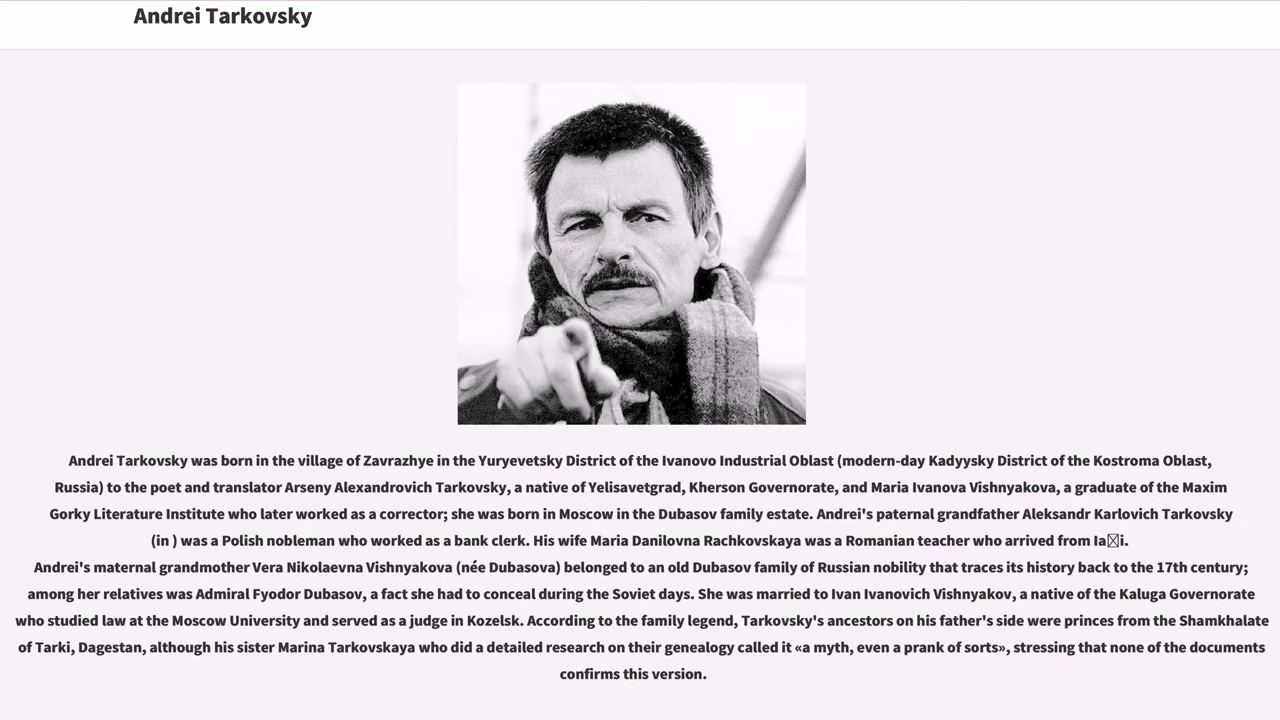 Andrei Tarkovsky
Andrei Tarkovsky was born in the village of Zavrazhye in the Yuryevetsky District of the Ivanovo Industrial Oblast (modern-day Kadyysky District of the Kostroma Oblast,
Russia) to the poet and translator Arseny Alexandrovich Tarkovsky, a native of Yelisavetgrad, Kherson Governorate, and Maria Ivanova Vishnyakova, a graduate of the Maxim
Gorky Literature Institute who later worked as a corrector; she was born in Moscow in the Dubasov family estate. Andrei's paternal grandfather Aleksandr Karlovich Tarkovsky
(in ) was a Polish nobleman who worked as a bank clerk. His wife Maria Danilovna Rachkovskaya was a Romanian teacher who arrived from Ia□i.
Andrei's maternal grandmother Vera Nikolaevna Vishnyakova (née Dubasova) belonged to an old Dubasov family of Russian nobility that traces its history back to the 17th century;
among her relatives was Admiral Fyodor Dubasov, a fact she had to conceal during the Soviet days. She was married to Ivan Ivanovich Vishnyakov, a native of the Kaluga Governorate
who studied law at the Moscow University and served as a judge in Kozelsk. According to the family legend, Tarkovsky's ancestors on his father's side were princes from the Shamkhalate
of Tarki, Dagestan, although his sister Marina Tarkovskaya who did a detailed research on their genealogy called it «a myth, even a prank of sorts», stressing that none of the documents
confirms this version.